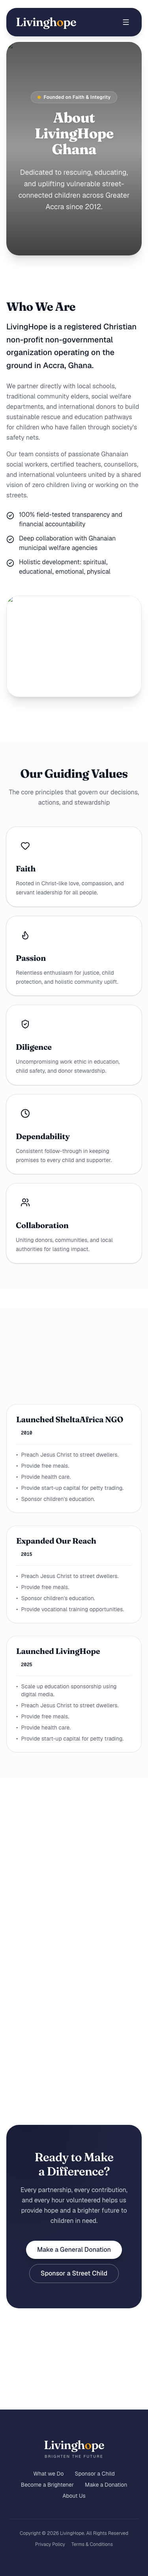 Livinghope
Founded on Faith & Integrity
About
LivingHope
Ghana
Dedicated to rescuing, educating,
and uplifting vulnerable street-
connected children across Greater
Accra since 2012.
Who We Are
LivingHope is a registered Christian
non-profit non-governmental
organization operating on the
ground in Accra, Ghana.
We partner directly with local schools,
traditional community elders, social welfare
departments, and international donors to build
sustainable rescue and education pathways
for children who have fallen through society's
safety nets.
Our team consists of passionate Ghanaian
social workers, certified teachers, counsellors,
and international volunteers united by a shared
vision of zero children living or working on the
streets.
100% field-tested transparency and
financial accountability
Deep collaboration with Ghanaian
municipal welfare agencies
Holistic development: spiritual,
educational, emotional, physical
Our Guiding Values
The core principles that govern our decisions,
actions, and stewardship
Faith
Rooted in Christ-like love, compassion, and
servant leadership for all people.
Passion
Relentless enthusiasm for justice, child
protection, and holistic community uplift.
Diligence
Uncompromising work ethic in education,
child safety, and donor stewardship.
Dependability
Consistent follow-through in keeping
promises to every child and supporter.
Collaboration
Uniting donors, communities, and local
authorities for lasting impact.
Launched SheltaAfrica NGO
2010
• Preach Jesus Christ to street dwellers.
• Provide free meals.
• Provide health care.
• Provide start-up capital for petty trading.
• Sponsor children's education.
Expanded Our Reach
2015
• Preach Jesus Christ to street dwellers.
• Provide free meals.
• Sponsor children's education.
• Provide vocational training opportunities.
Launched LivingHope
2025
• Scale up education sponsorship using
digital media.
• Preach Jesus Christ to street dwellers.
• Provide free meals.
• Provide health care.
• Provide start-up capital for petty trading.
Ready to Make
a Difference?
Every partnership, every contribution,
and every hour volunteered helps us
provide hope and a brighter future to
children in need.
Make a General Donation
Sponsor a Street Child
Livinghope
BRIGHTEN THE FUTURE
What we Do Sponsor a Child
Become a Brightener Make a Donation
About Us
Copyright © 2026 LivingHope. All Rights Reserved
Privacy Policy Terms & Conditions